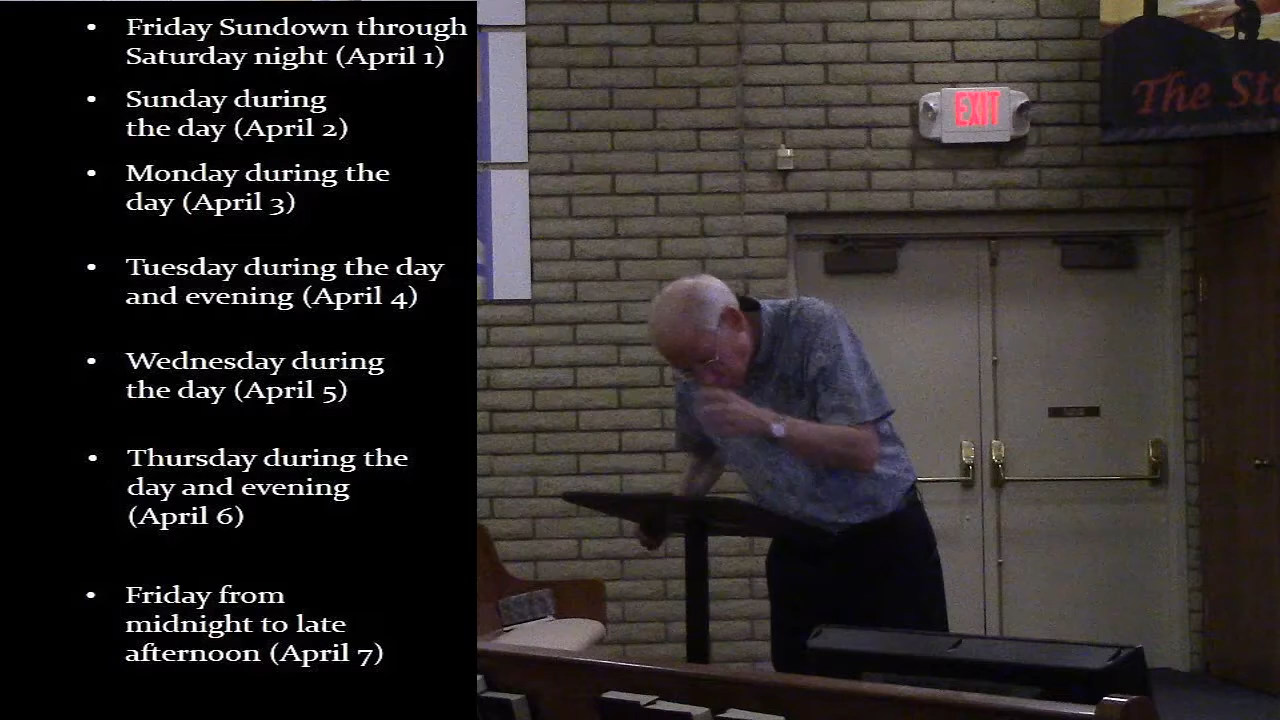 Friday Sundown through
Saturday night (April 1)
Sunday during
the day (April 2)
Monday during the
day (April 3)
Tuesday during the day
and evening (April 4)
Wednesday during
the day (April 5)
Thursday during the
day and evening
(April 6)
Friday from
midnight to late
afternoon (April 7)
EXIT
The